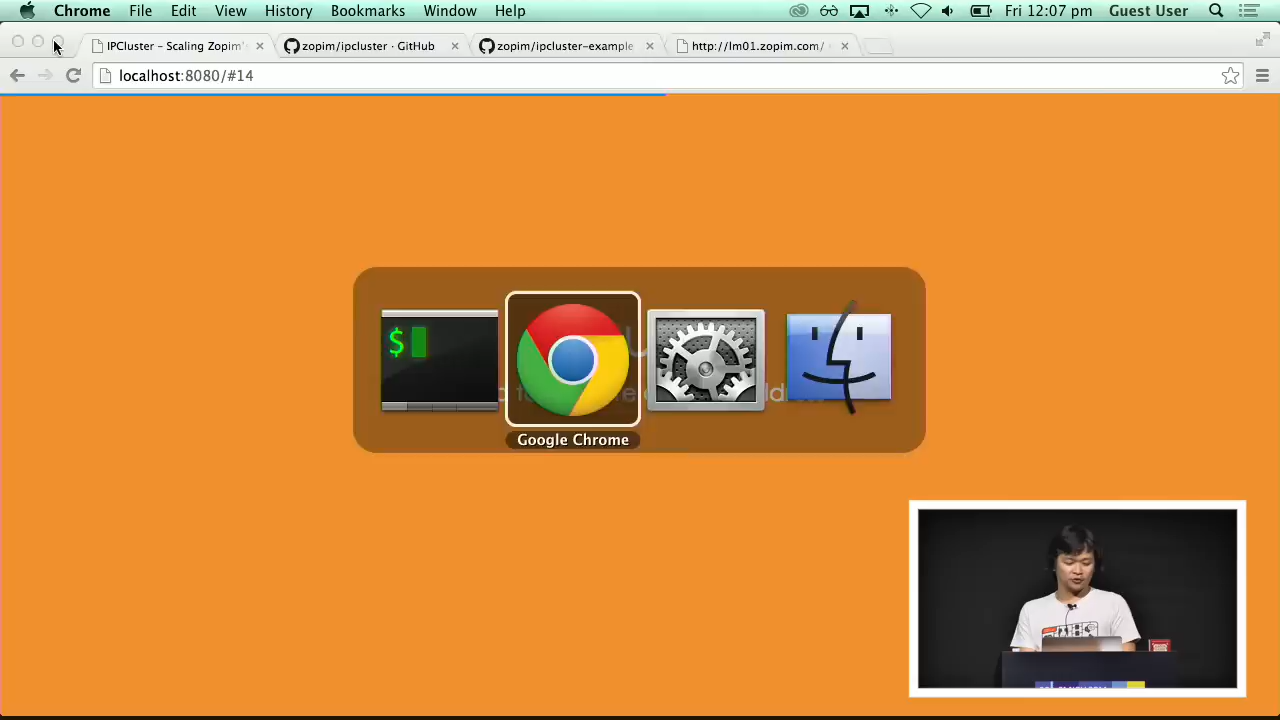 Chrome File Edit View History Bookmarks Window Help Fri 12:07 pm Guest User
IPCluster – Scaling Zopim' zopim/ipcluster · GitHub zopim/ipcluster-example http://lm01.zopim.com/
localhost:8080/#14
$
Google Chrome